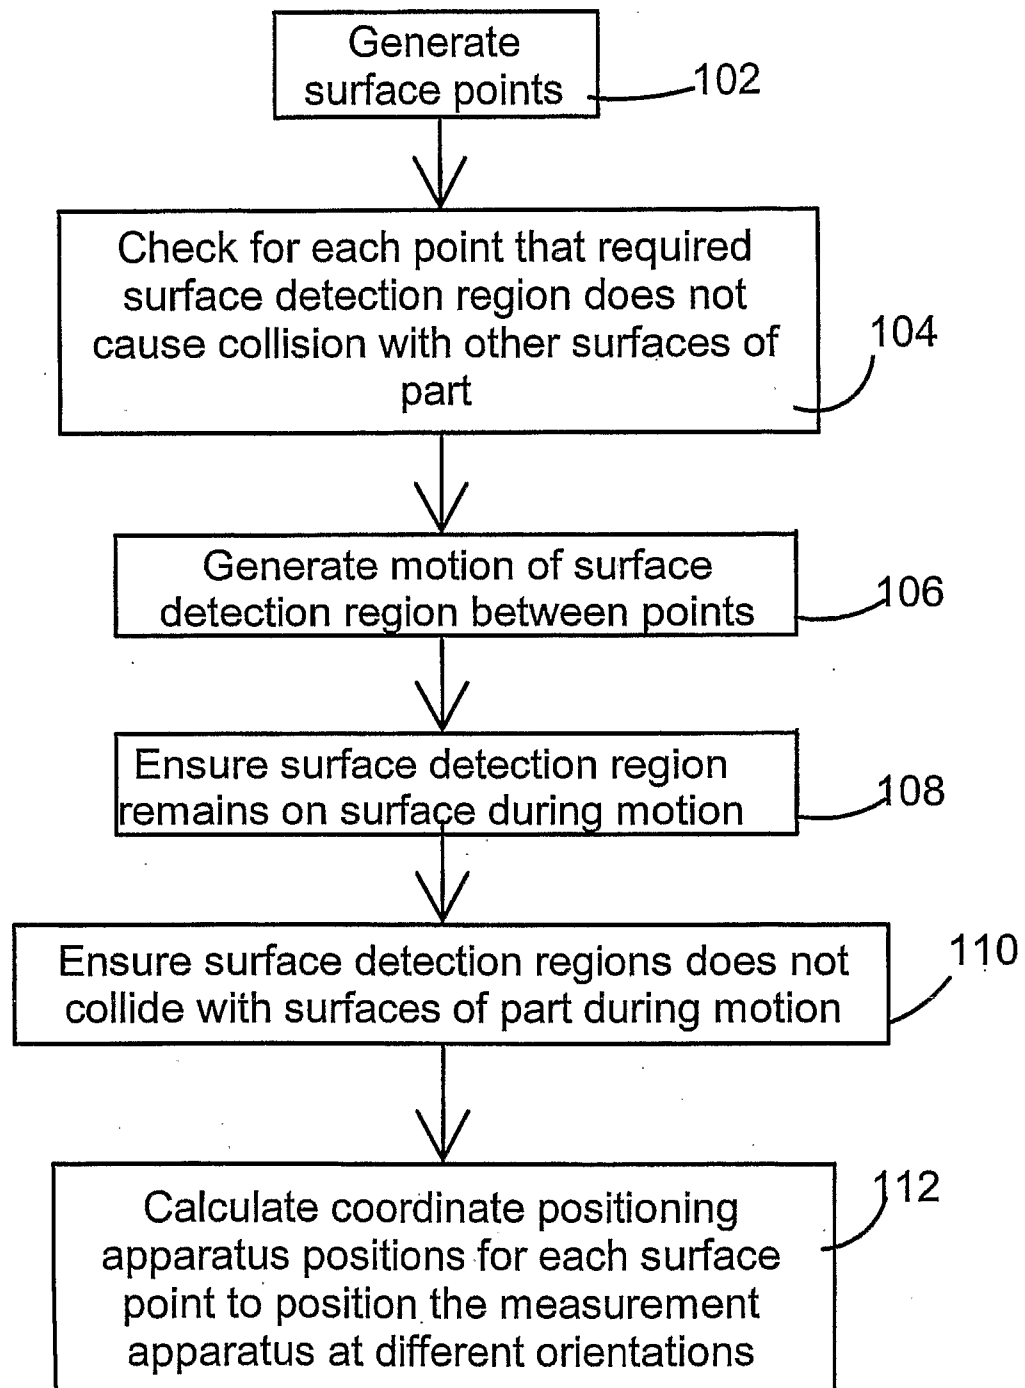 Generate
surface points
102
Check for each point that required
surface detection region does not
cause collision with other surfaces of
part
104
Generate motion of surface
detection region between points
106
Ensure surface detection region
remains on surface during motion
108
Ensure surface detection regions does not
collide with surfaces of part during motion
110
Calculate coordinate positioning
apparatus positions for each surface
point to position the measurement
apparatus at different orientations
112